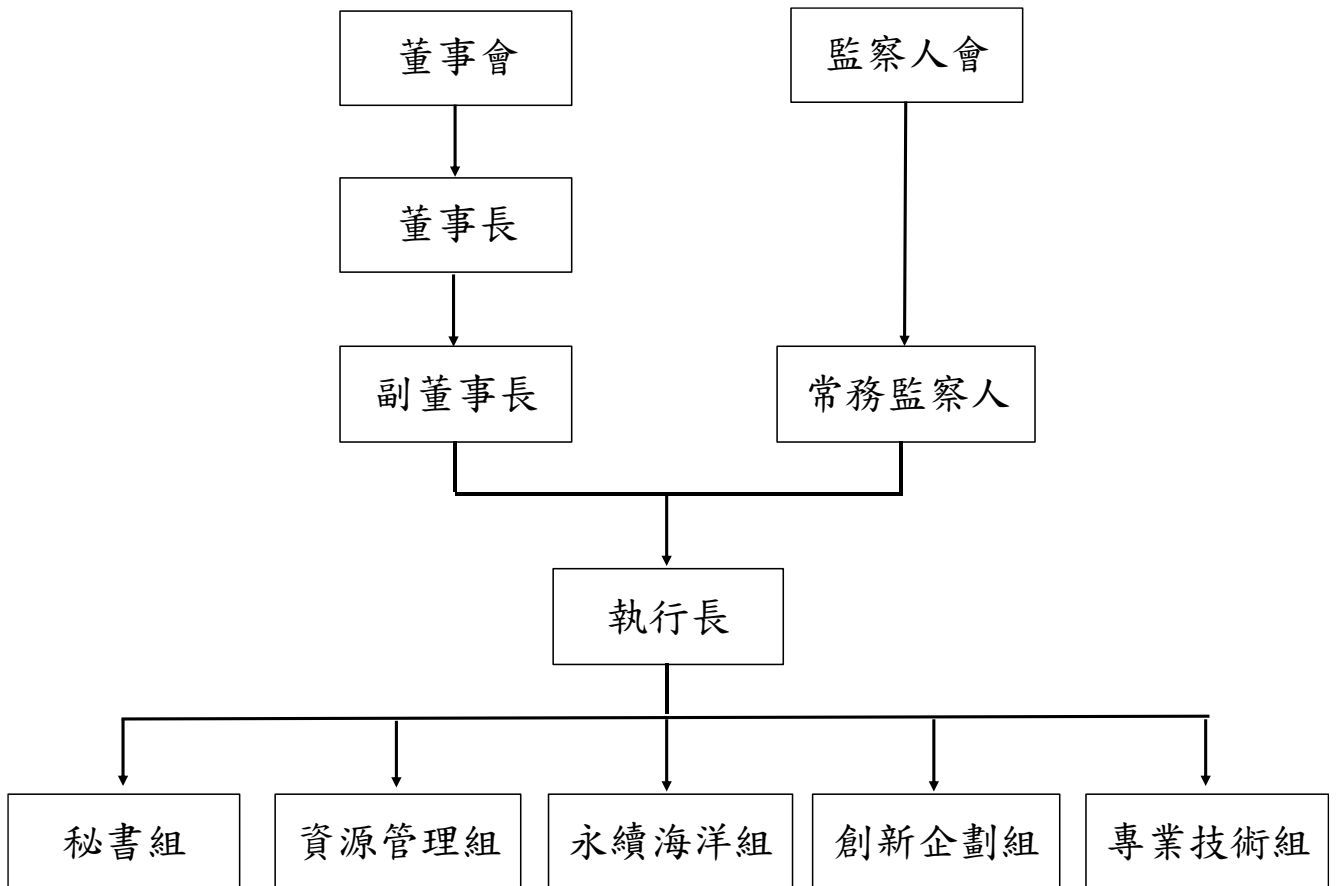 董事會
監察人會
董事長
副董事長
常務監察人
執行長
秘書組
資源管理組
永續海洋組
創新企劃組
專業技術組